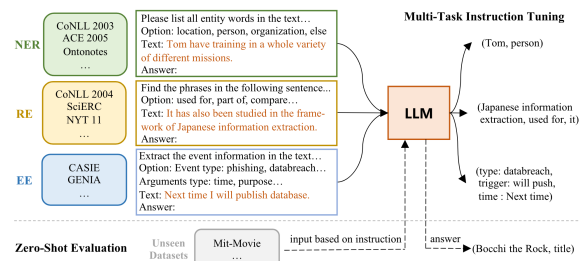 Multi-Task Instruction Tuning
NER
CoNLL 2003
ACE 2005
Ontonotes
…
Please list all entity words in the text…
Option: location, person, organization, else
Text: Tom have training in a whole variety
of different missions.
Answer:
RE
CoNLL 2004
SciERC
NYT 11
…
Find the phrases in the following sentence...
Option: used for, part of, compare…
Text: It has also been studied in the frame-
work of Japanese information extraction.
Answer:
EE
CASIE
GENIA
…
Extract the event information in the text…
Option: Event type: phishing, databreach…
Arguments type: time, purpose…
Text: Next time I will publish database.
Answer:
LLM
(Tom, person)
(Japanese information
extraction, used for, it)
(type: databreach,
trigger: will push,
time : Next time)
Zero-Shot Evaluation
Unseen
Datasets
Mit-Movie
…
input based on instruction
answer
(Bocchi the Rock, title)